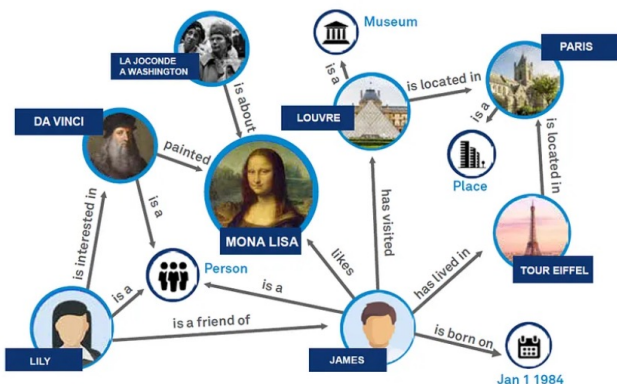 Museum
LA JOCONDE
A WASHINGTON
PARIS
is a
is about
is located in
LOUVRE
DA VINCI
is a
painted
is located in
Place
is interested in
is a
has visited
MONA LISA
Person
likes
has lived in
TOUR EIFFEL
is a
is a
is a friend of
is born on
LILY
JAMES
Jan 1 1984